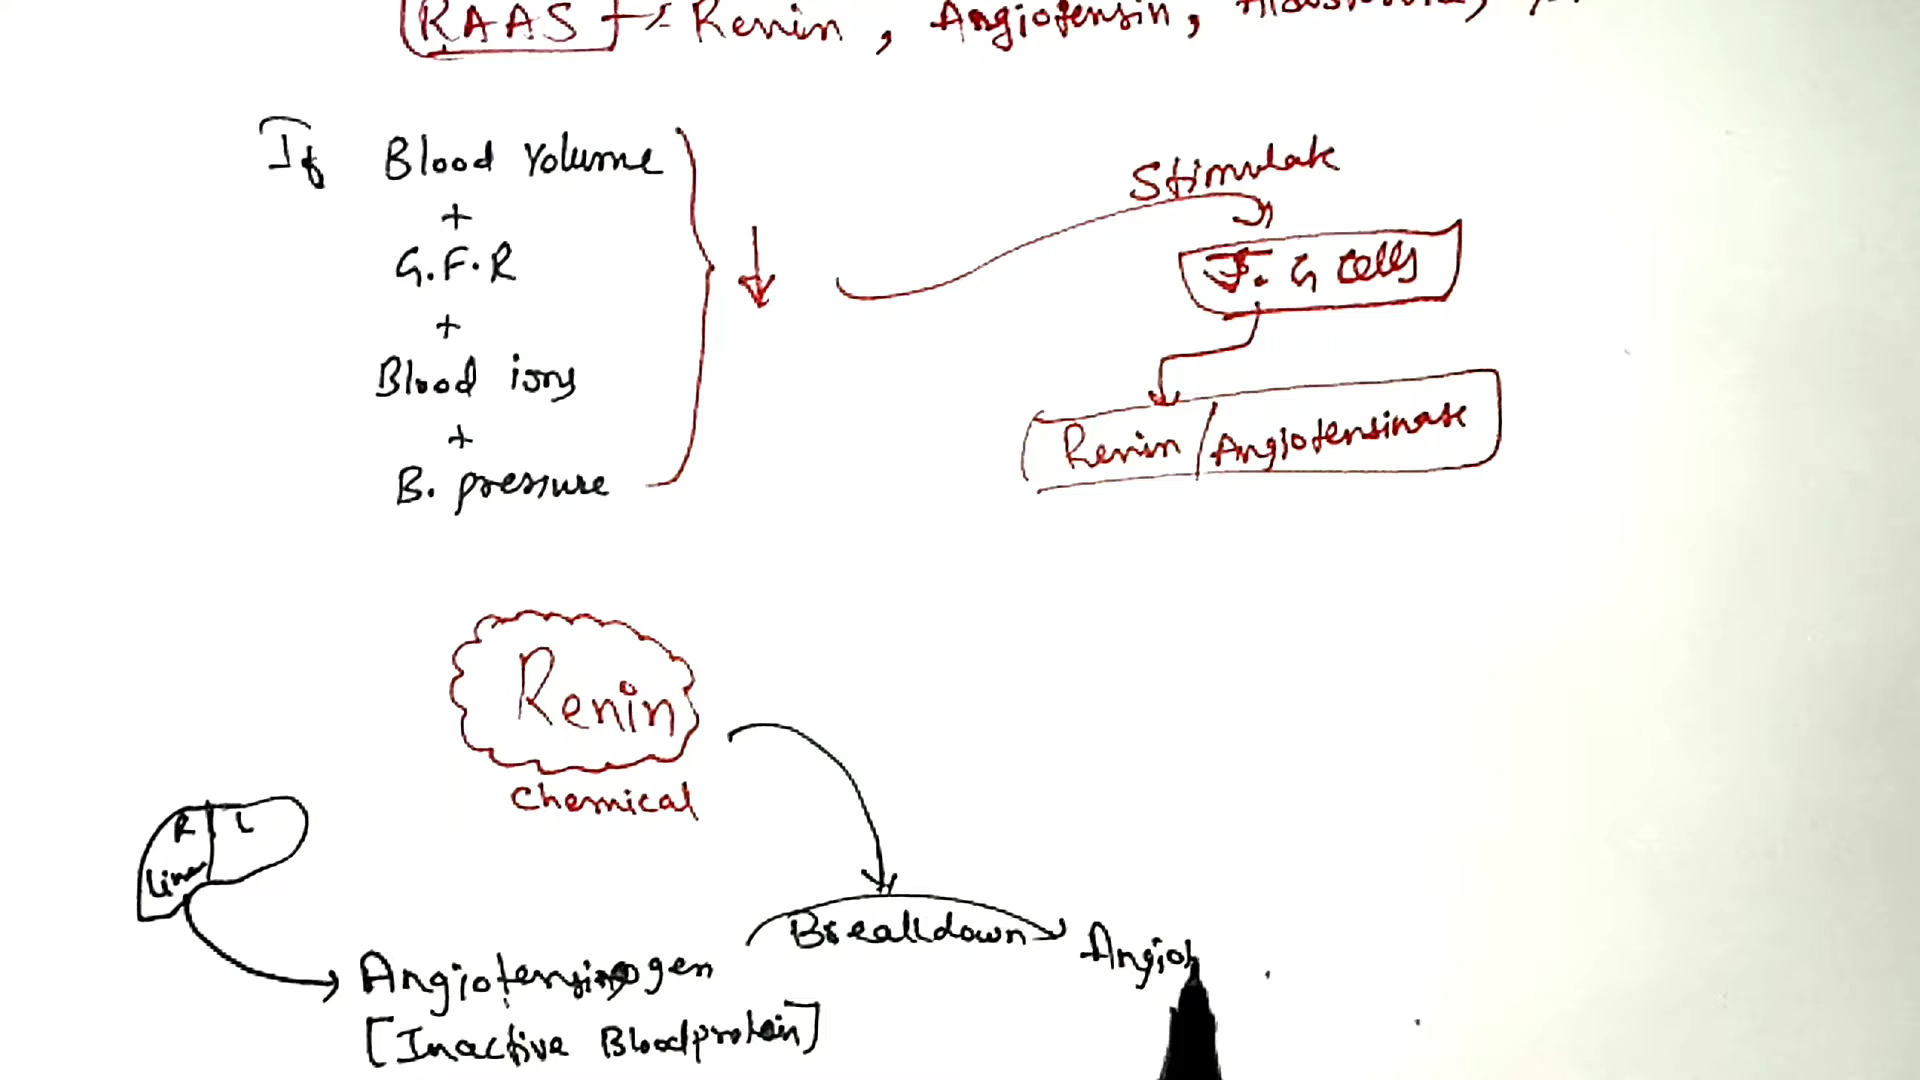 RAAS → Renin, Angiotensin,
If Blood Volume
+
G.F.R
+
Blood ions
+
B. pressure
Stimulate
J. G cells
Renin / Angiotensinase
Renin
Chemical
R L
Liver
Breakdown
Angiotensinogen
[Inactive Bloodprotein]
Angiot